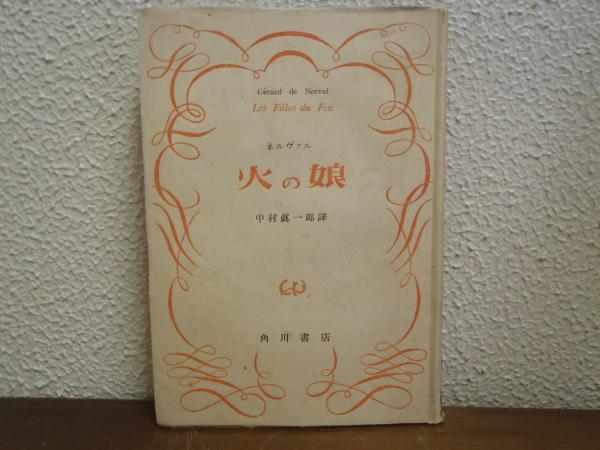 Gérard de Nerval
Les Filles du Feu
ネルヴァル
火の娘
中村眞一郎譯
角川書店